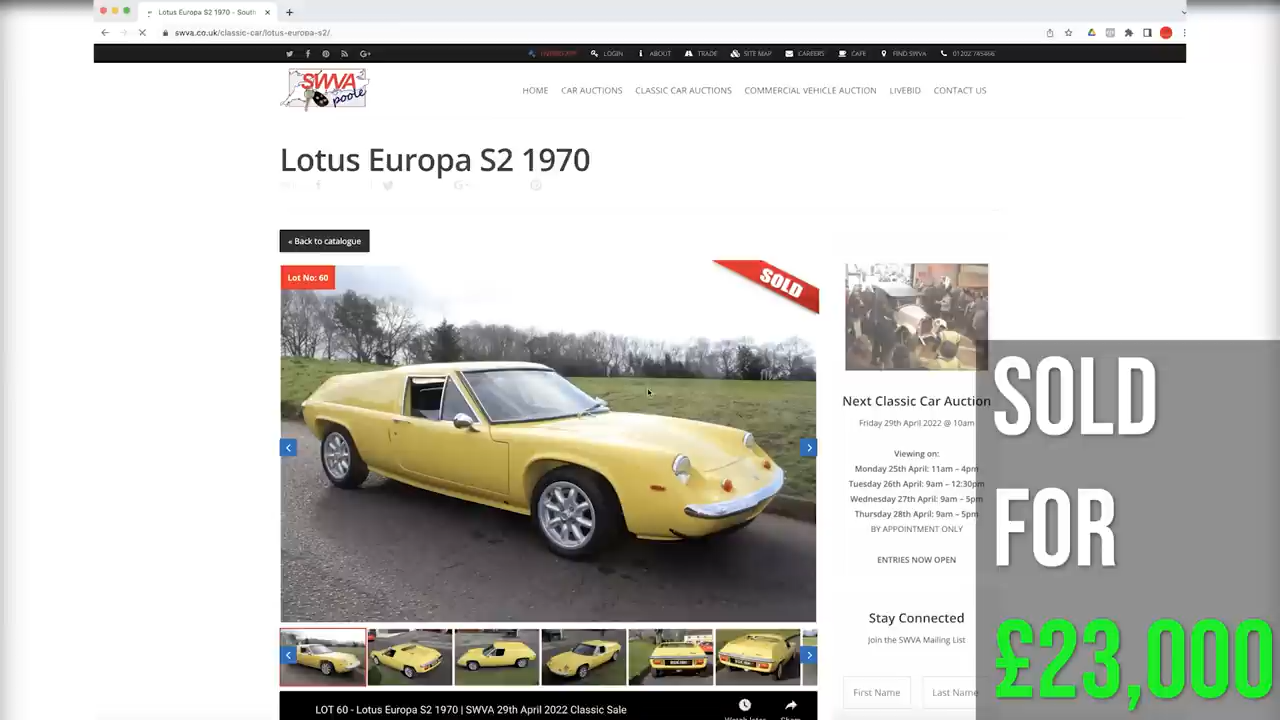 Lotus Europa S2 1970 - South
swva.co.uk/classic-car/lotus-europa-s2/
LOGIN ABOUT TRADE SITE MAP CAREERS CAFE FIND SWVA 01202 745466
SWVA
poole
HOME CAR AUCTIONS CLASSIC CAR AUCTIONS COMMERCIAL VEHICLE AUCTION LIVEBID CONTACT US
Lotus Europa S2 1970
« Back to catalogue
Lot No: 60
SOLD
Next Classic Car Auction
Friday 29th April 2022 @ 10am
Viewing on:
Monday 25th April: 11am – 4pm
Tuesday 26th April: 9am – 12:30pm
Wednesday 27th April: 9am – 5pm
Thursday 28th April: 9am – 5pm
BY APPOINTMENT ONLY
ENTRIES NOW OPEN
Stay Connected
Join the SWVA Mailing List
First Name Last Name
LOT 60 - Lotus Europa S2 1970 | SWVA 29th April 2022 Classic Sale
Watch later Share
SOLD
FOR
£23,000